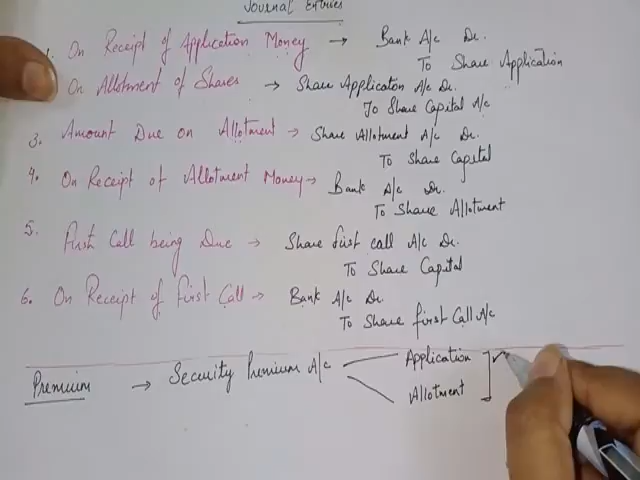 Journal Entries
1. On Receipt of Application Money → Bank A/c Dr.
To Share Application
On Allotment of Shares → Share Application A/c Dr.
To Share Capital A/c
3. Amount Due on Allotment → Share Allotment A/c Dr.
To Share Capital
4. On Receipt of Allotment Money → Bank A/c Dr.
To Share Allotment
5. First Call being Due → Share first call A/c Dr.
To Share Capital
6. On Receipt of First Call → Bank A/c Dr.
To Share first Call A/c
Premium → Security Premium A/c Application
Allotment